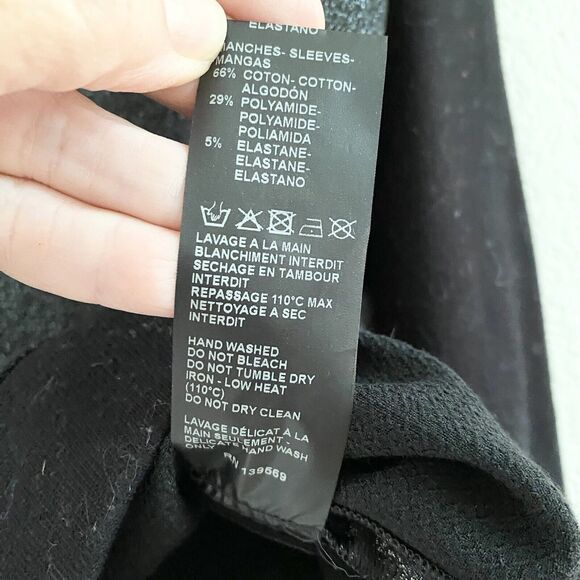 ELASTANO
MANCHES- SLEEVES-
MANGAS
66% COTON- COTTON-
ALGODÓN
29% POLYAMIDE-
POLYAMIDE-
POLIAMIDA
5% ELASTANE-
ELASTANE-
ELASTANO
LAVAGE A LA MAIN
BLANCHIMENT INTERDIT
SECHAGE EN TAMBOUR
INTERDIT
REPASSAGE 110°C MAX
NETTOYAGE A SEC
INTERDIT
HAND WASHED
DO NOT BLEACH
DO NOT TUMBLE DRY
IRON - LOW HEAT
(110°C)
DO NOT DRY CLEAN
LAVAGE DÉLICAT À LA
MAIN SEULEMENT -
DELICATE HAND WASH
ONLY
RN 139569